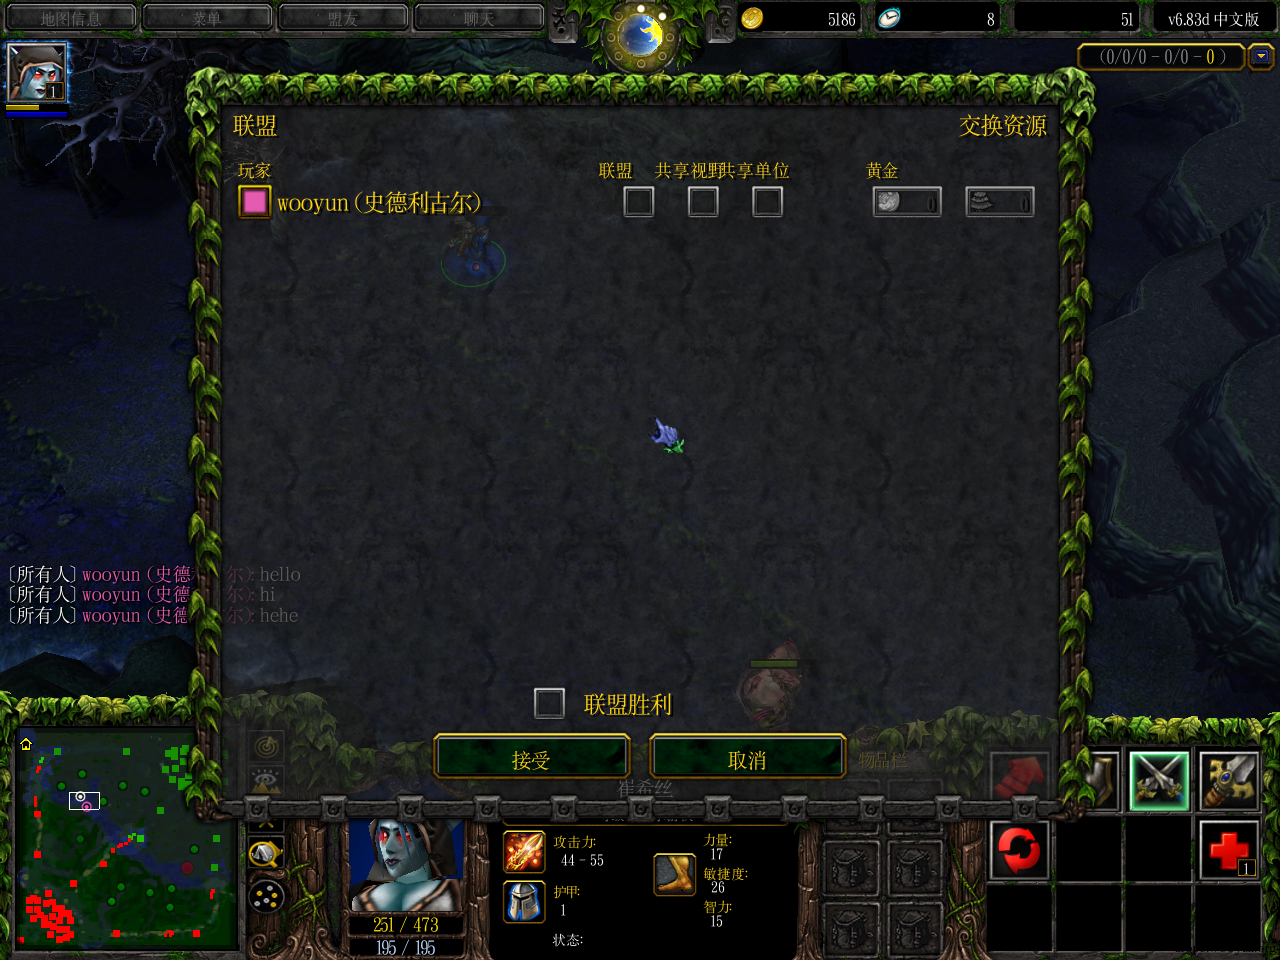 地图信息 菜单 盟友 聊天 5186 8 51 v6.83d 中文版
(0/0/0 - 0/0 - 0 )
1
联盟 交换资源
玩家 联盟 共享视野 共享单位 黄金
wooyun (史德利古尔) 0 0
[所有人] wooyun (史德 尔): hello
[所有人] wooyun (史德 尔): hi
[所有人] wooyun (史德 尔): hehe
联盟胜利
接受 取消 物品栏
崔希丝
攻击力: 力量:
44 - 55 17
敏捷度:
护甲: 26
1 智力:
251 / 473 15
状态:
195 / 195
1